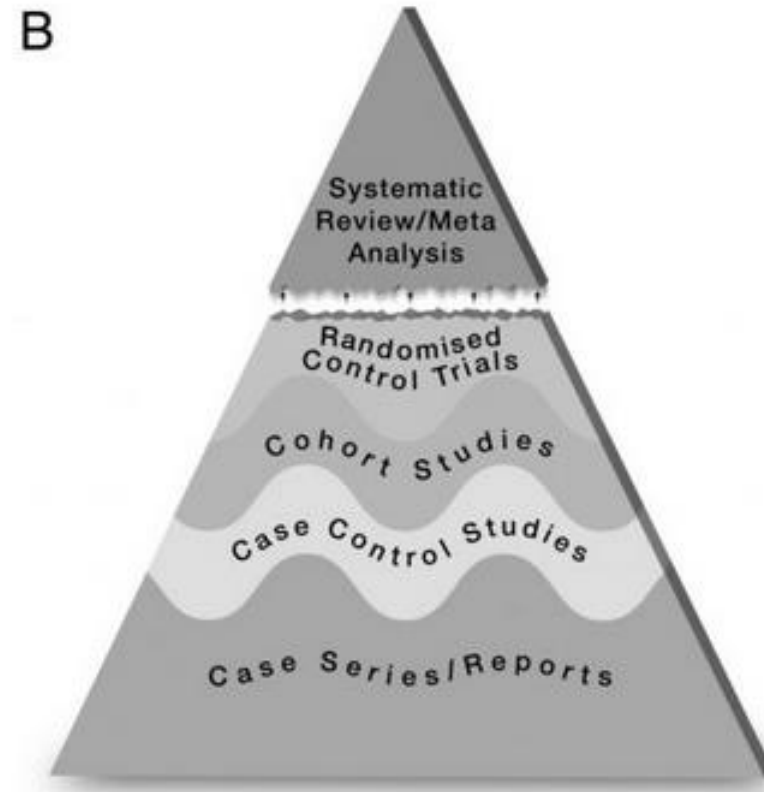 B
Systematic
Review/Meta
Analysis
Randomised
Control Trials
Cohort Studies
Case Control Studies
Case Series/Reports